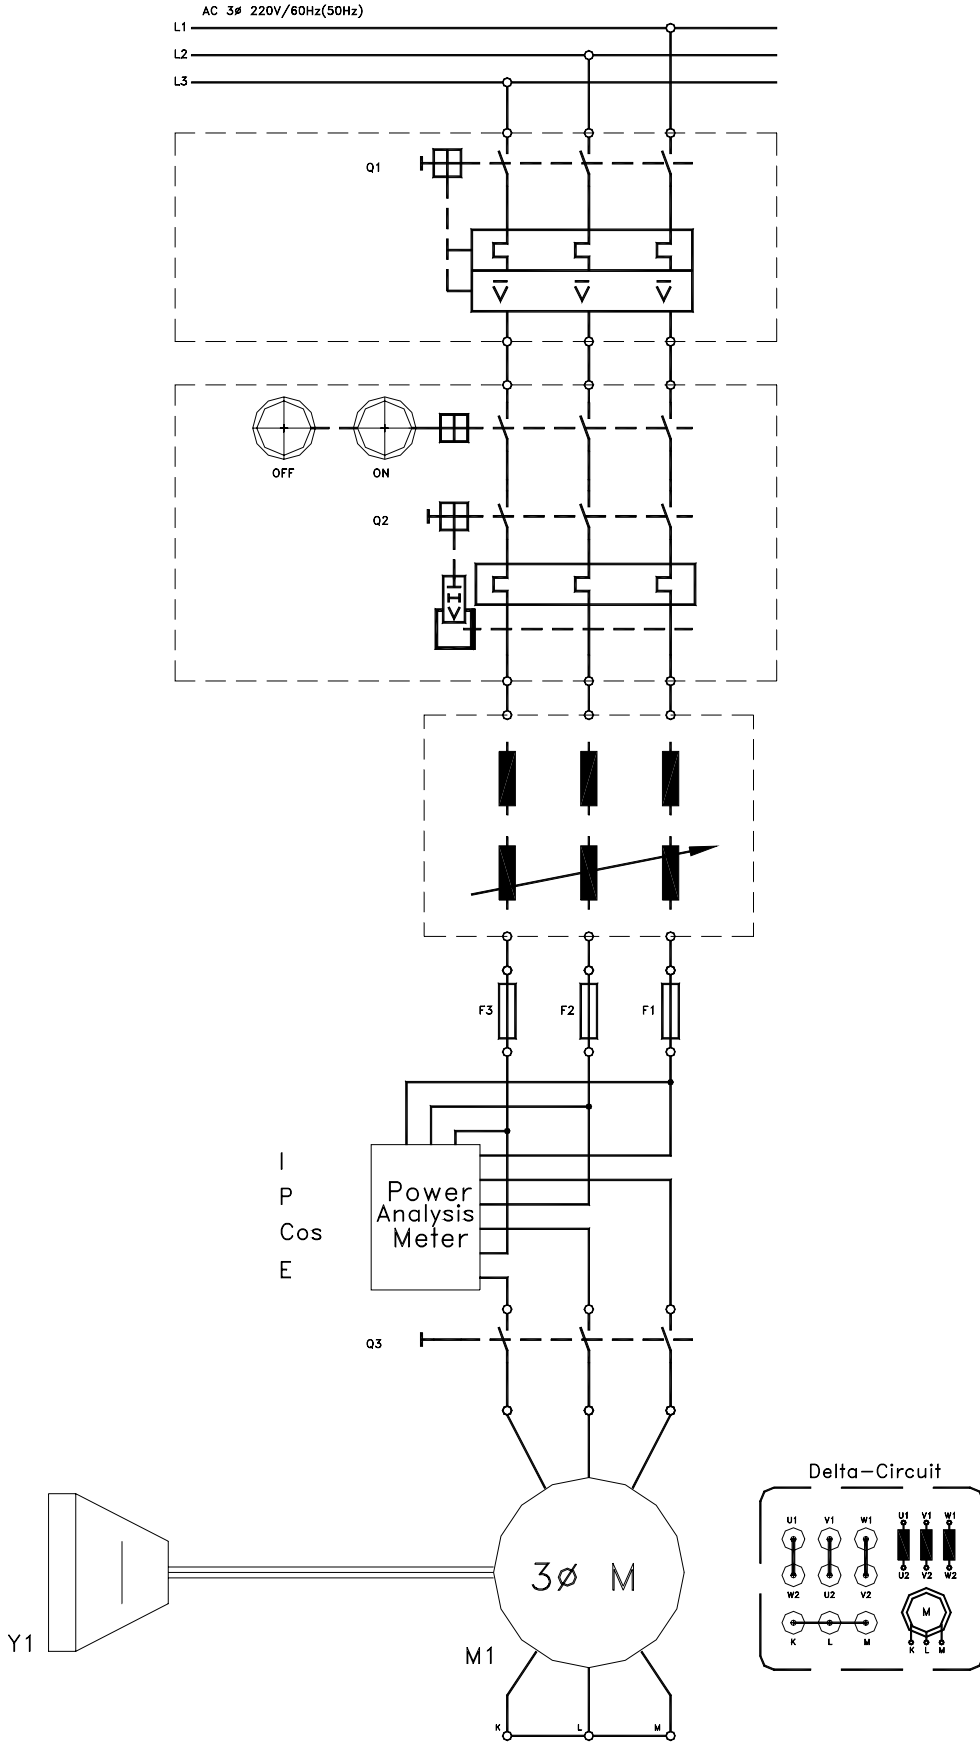 AC 3ø 220V/60Hz(50Hz)
L1
L2
L3
Q1
OFF
ON
Q2
F3
F2
F1
I
P
Cos
E
Power
Analysis
Meter
Q3
3ø M
Y1
M1
K
L
M
Delta-Circuit
U1
V1
W1
U1
V1
W1
W2
U2
V2
U2
V2
W2
M
K
L
M
K
L
M